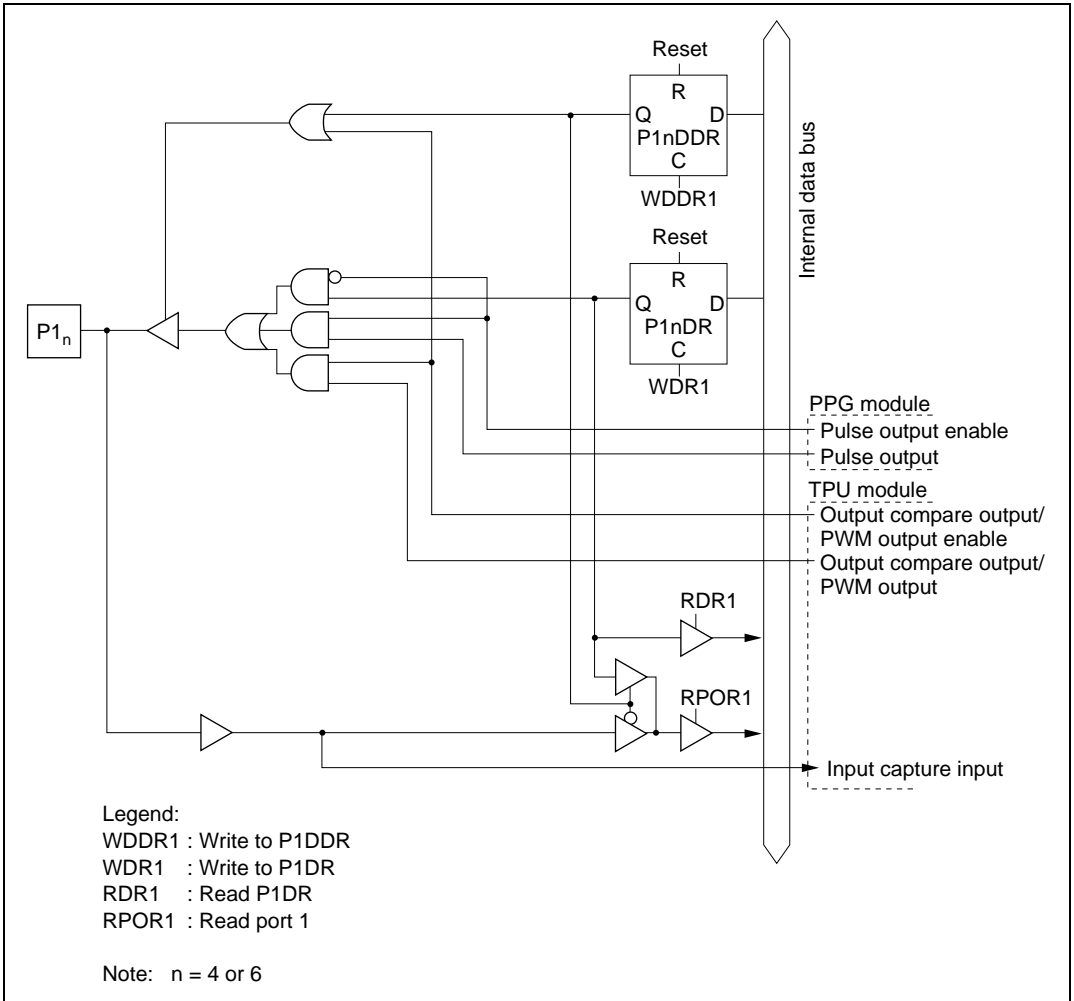 Reset
R
Q D
P1nDDR
C
WDDR1
Reset
R
Q D
P1nDR
C
WDR1
Internal data bus
P1n
PPG module
Pulse output enable
Pulse output
TPU module
Output compare output/
PWM output enable
Output compare output/
PWM output
RDR1
RPOR1
Input capture input
Legend:
WDDR1 : Write to P1DDR
WDR1 : Write to P1DR
RDR1 : Read P1DR
RPOR1 : Read port 1
Note: n = 4 or 6